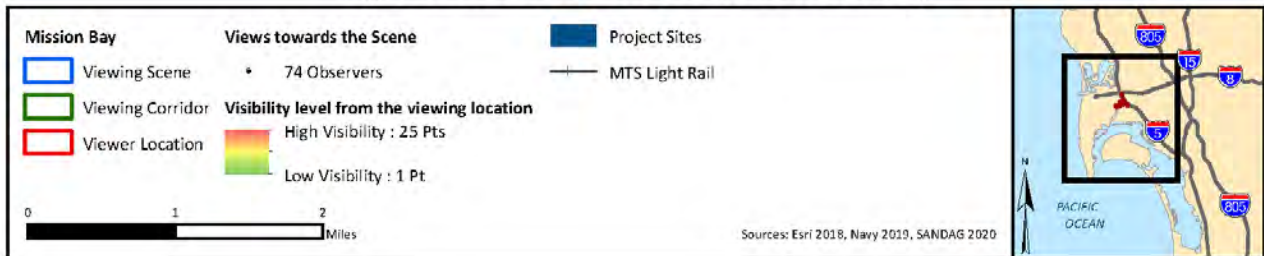 Mission Bay
Viewing Scene
Viewing Corridor
Viewer Location
Views towards the Scene
74 Observers
Visibility level from the viewing location
High Visibility : 25 Pts
Low Visibility : 1 Pt
Project Sites
MTS Light Rail
0 1 2
Miles
Sources: Esri 2018, Navy 2019, SANDAG 2020
805
15
8
5
805
N
PACIFIC
OCEAN